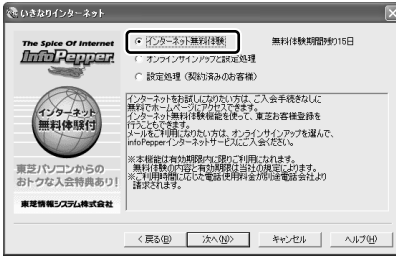 いきなりインターネット
The Spice Of Internet
InfoPepper
インターネット
無料体験付
東芝パソコンからの
おトクな入会特典あり!
東芝情報システム株式会社
インターネット無料体験
無料体験期間残り15日
オンラインサインアップと設定処理
設定処理(契約済みのお客様)
インターネットをお試しになりたい方は、ご入会手続きなしに
無料でホームページにアクセスできます。
インターネット無料体験機能を使って、東芝お客様登録を
行うこともできます。
メールをご利用になりたい方は、オンラインサインアップを選んで、
infoPepperインターネットサービスにご入会ください。
※本機能は有効期限内に限りご利用になれます。
無料体験の内容と有効期限は当社の規定によります。
※ご利用時間に応じた電話使用料金が別途電話会社より
請求されます。
< 戻る(B)
次へ(N)>
キャンセル
ヘルプ(H)